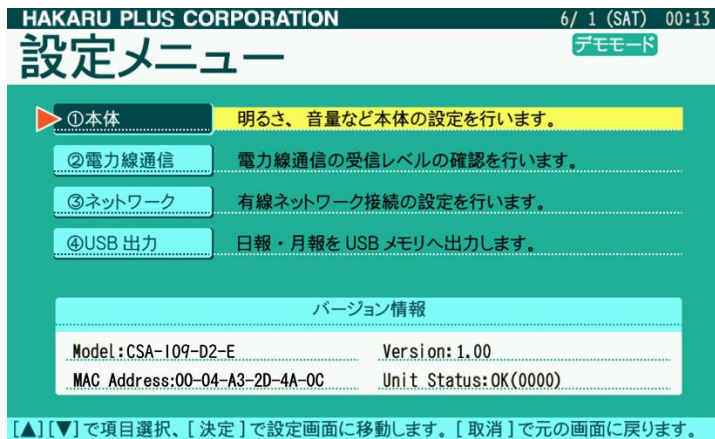 HAKARU PLUS CORPORATION 6/ 1 (SAT) 00:13
設定メニュー デモモード
①本体 明るさ、音量など本体の設定を行います。
②電力線通信 電力線通信の受信レベルの確認を行います。
③ネットワーク 有線ネットワーク接続の設定を行います。
④USB 出力 日報・月報を USB メモリへ出力します。
バージョン情報
Model:CSA-109-D2-E Version:1.00
MAC Address:00-04-A3-2D-4A-0C Unit Status:OK(0000)
[▲][▼]で項目選択、[決定]で設定画面に移動します。[取消]で元の画面に戻ります。